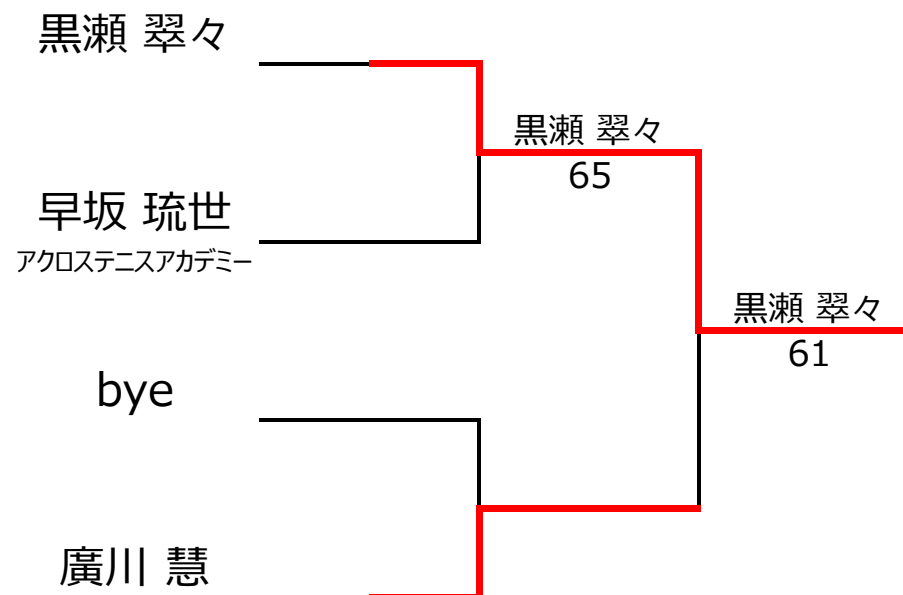 黒瀬 翠々
黒瀬 翠々
65
早坂 琉世
アクロステニスアカデミー
黒瀬 翠々
61
bye
廣川 慧